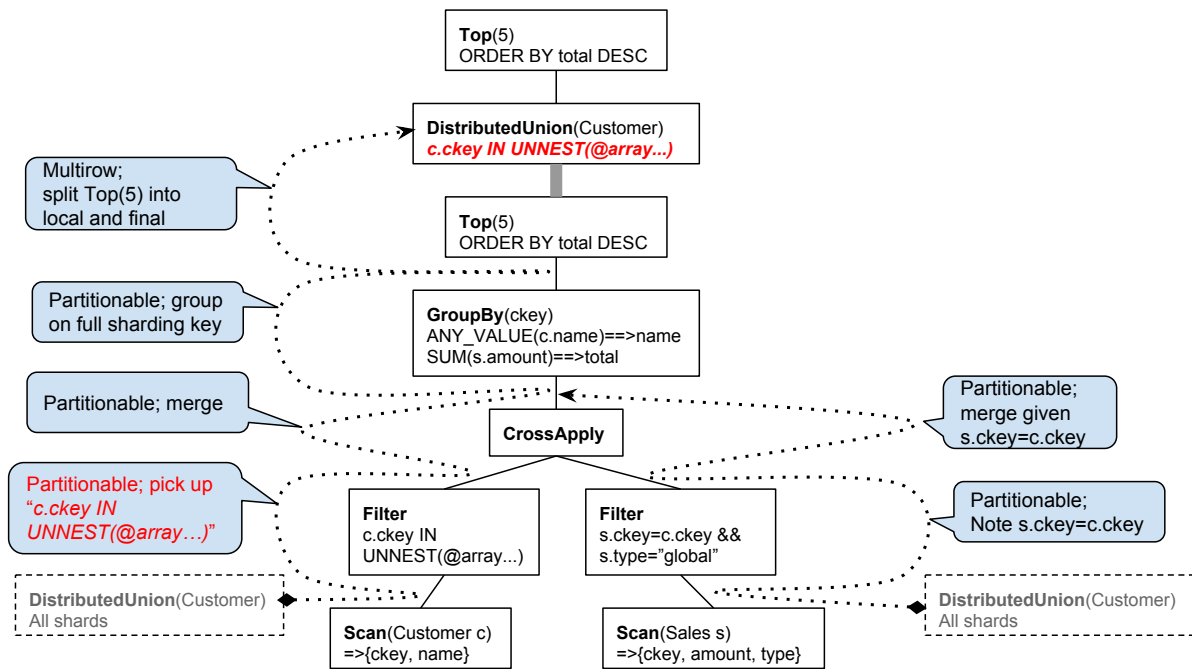 Top(5)
ORDER BY total DESC
DistributedUnion(Customer)
c.ckey IN UNNEST(@array...)
Multirow;
split Top(5) into
local and final
Top(5)
ORDER BY total DESC
Partitionable; group
on full sharding key
GroupBy(ckey)
ANY_VALUE(c.name)==>name
SUM(s.amount)==>total
Partitionable; merge
Partitionable;
merge given
s.ckey=c.ckey
CrossApply
Partitionable; pick up
“c.ckey IN
UNNEST(@array…)”
Filter
c.ckey IN
UNNEST(@array...)
Filter
s.ckey=c.ckey &&
s.type=”global”
Partitionable;
Note s.ckey=c.ckey
DistributedUnion(Customer)
All shards
DistributedUnion(Customer)
All shards
Scan(Customer c)
=>{ckey, name}
Scan(Sales s)
=>{ckey, amount, type}